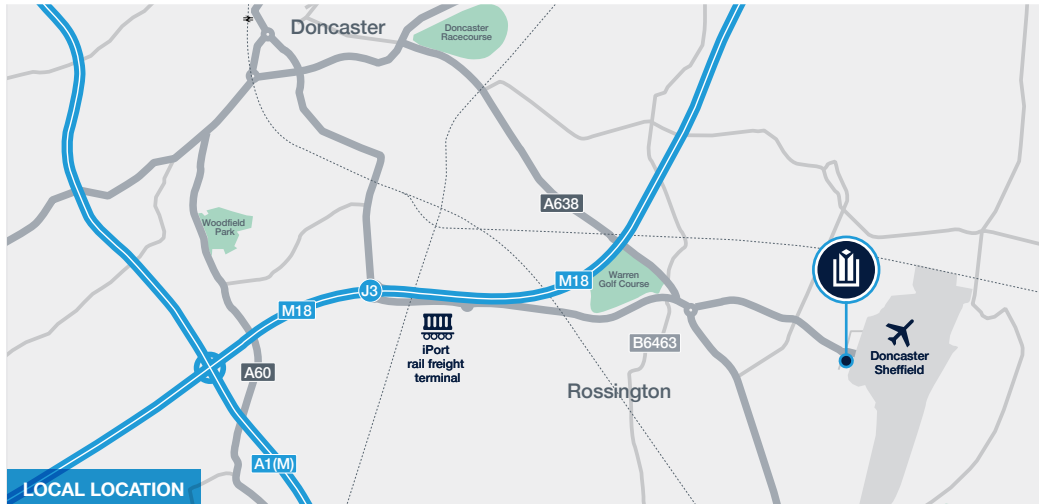 Doncaster
Doncaster
Racecourse
A638
Woodfield
Park
Warren
Golf Course
M18
J3
M18
iPort
rail freight
terminal
B6463
Doncaster
Sheffield
A60
Rossington
A1(M)
LOCAL LOCATION